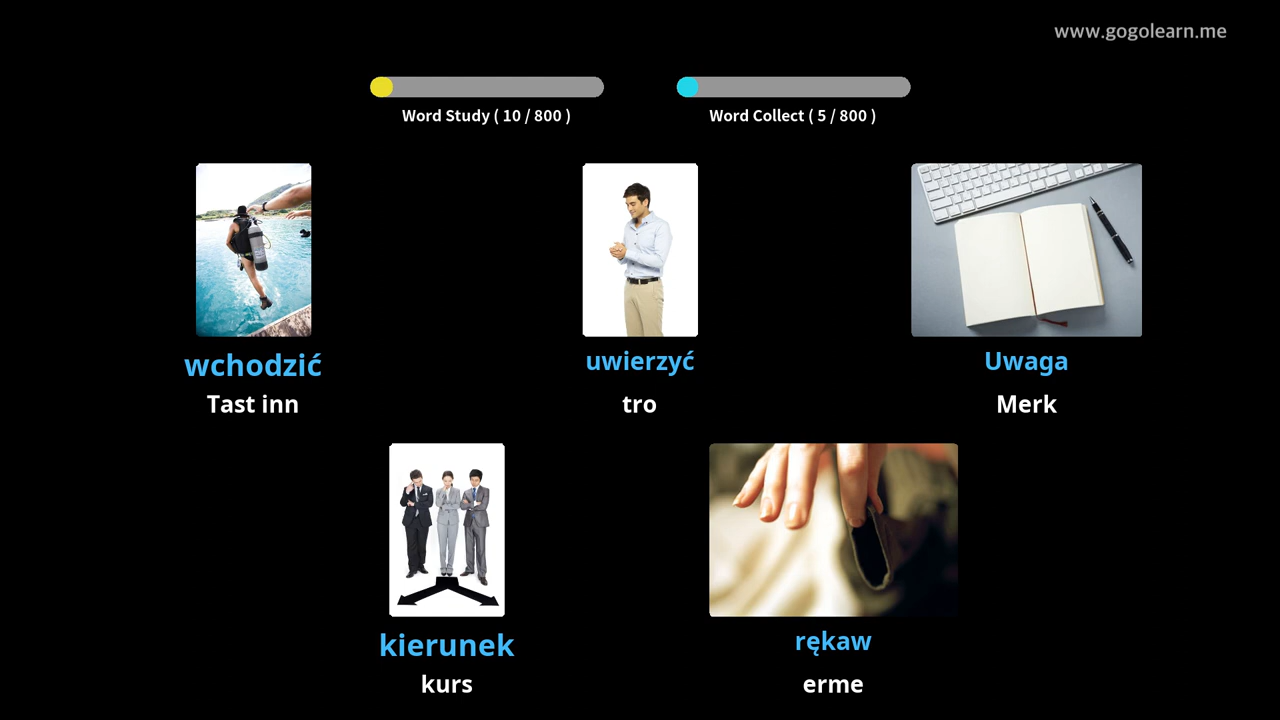 www.gogolearn.me
Word Study ( 10 / 800 )
Word Collect ( 5 / 800 )
wchodzić
Tast inn
uwierzyć
tro
Uwaga
Merk
kierunek
kurs
rękaw
erme